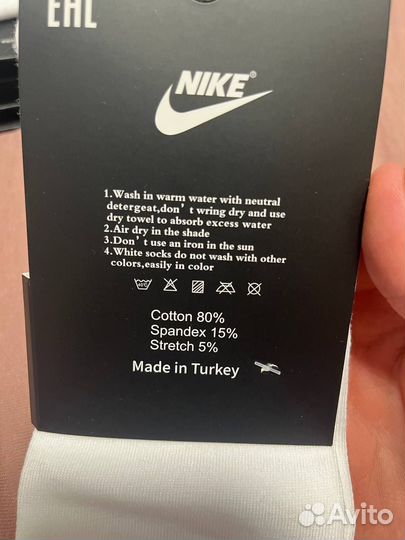 EAC
NIKE®
1.Wash in warm water with neutral
detergeat,don't wring dry and use
dry towel to absorb excess water
2.Air dry in the shade
3.Don't use an iron in the sun
4.White socks do not wash with other
colors,easily in color
Cotton 80%
Spandex 15%
Stretch 5%
Made in Turkey
Avito